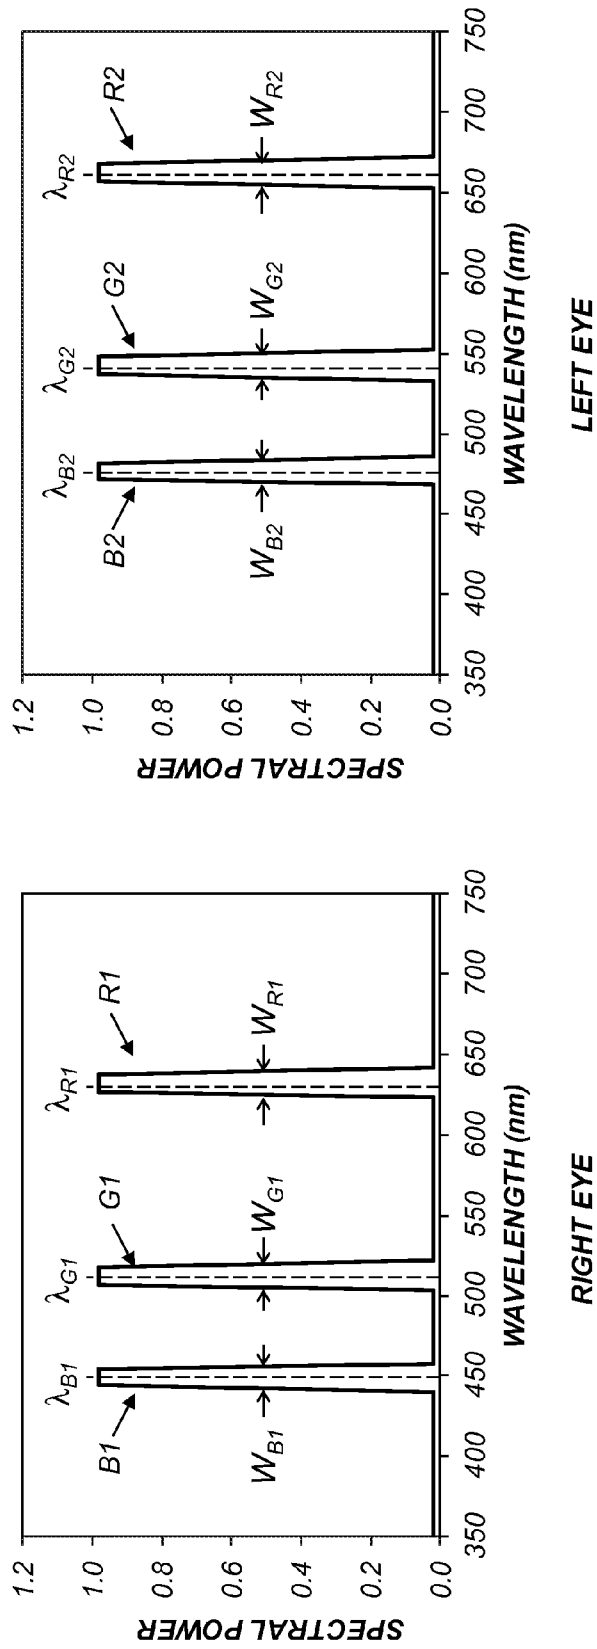 1.2
1.0
0.8
0.6
0.4
0.2
0.0
SPECTRAL POWER
λB1
λG1
λR1
B1
G1
R1
WB1
WG1
WR1
350 400 450 500 550 600 650 700 750
WAVELENGTH (nm)
RIGHT EYE
1.2
1.0
0.8
0.6
0.4
0.2
0.0
SPECTRAL POWER
λB2
λG2
λR2
B2
G2
R2
WB2
WG2
WR2
350 400 450 500 550 600 650 700 750
WAVELENGTH (nm)
LEFT EYE